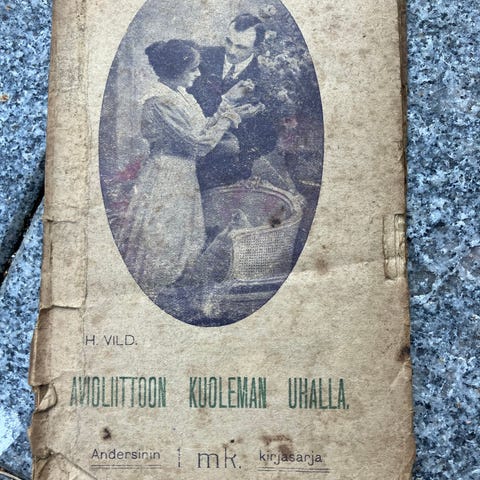 H. VILD.
AVIOLIITTOON KUOLEMAN UHALLA.
Andersinin 1 mk. kirjasarja